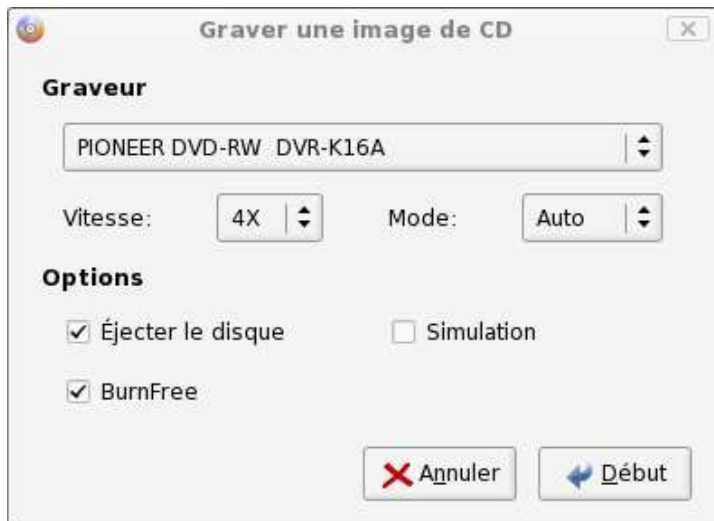 Graver une image de CD
Graveur
PIONEER DVD-RW DVR-K16A
Vitesse: 4X Mode: Auto
Options
Éjecter le disque Simulation
BurnFree
Annuler Début